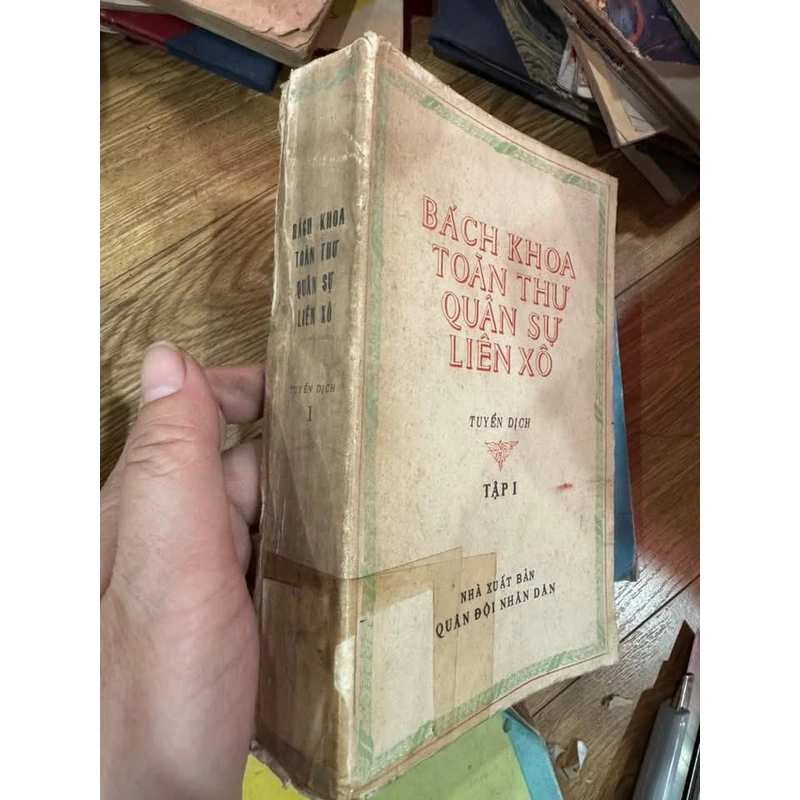 BÁCH KHOA
TOÀN THƯ
QUÂN SỰ
LIÊN XÔ
TUYỂN DỊCH
I
BÁCH KHOA
TOÀN THƯ
QUÂN SỰ
LIÊN XÔ
TUYỂN DỊCH
TẬP I
NHÀ XUẤT BẢN
QUÂN ĐỘI NHÂN DÂN